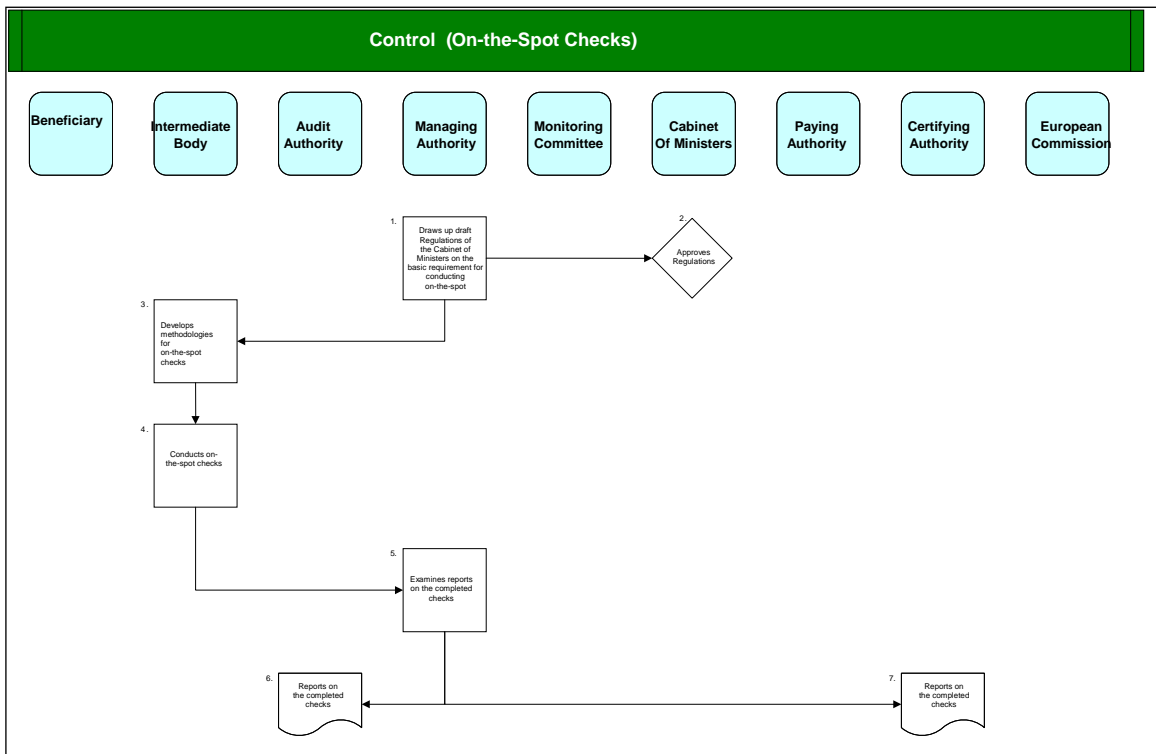 Control (On-the-Spot Checks)
Beneficiary
Intermediate
Body
Audit
Authority
Managing
Authority
Monitoring
Committee
Cabinet
Of Ministers
Paying
Authority
Certifying
Authority
European
Commission
1.
Draws up draft
Regulations of
the Cabinet of
Ministers on the
basic requirement for
conducting
on-the-spot
2.
Approves
Regulations
3.
Develops
methodologies
for
on-the-spot
checks
4.
Conducts on-
the-spot checks
5.
Examines reports
on the completed
checks
6.
Reports on
the completed
checks
7.
Reports on
the completed
checks